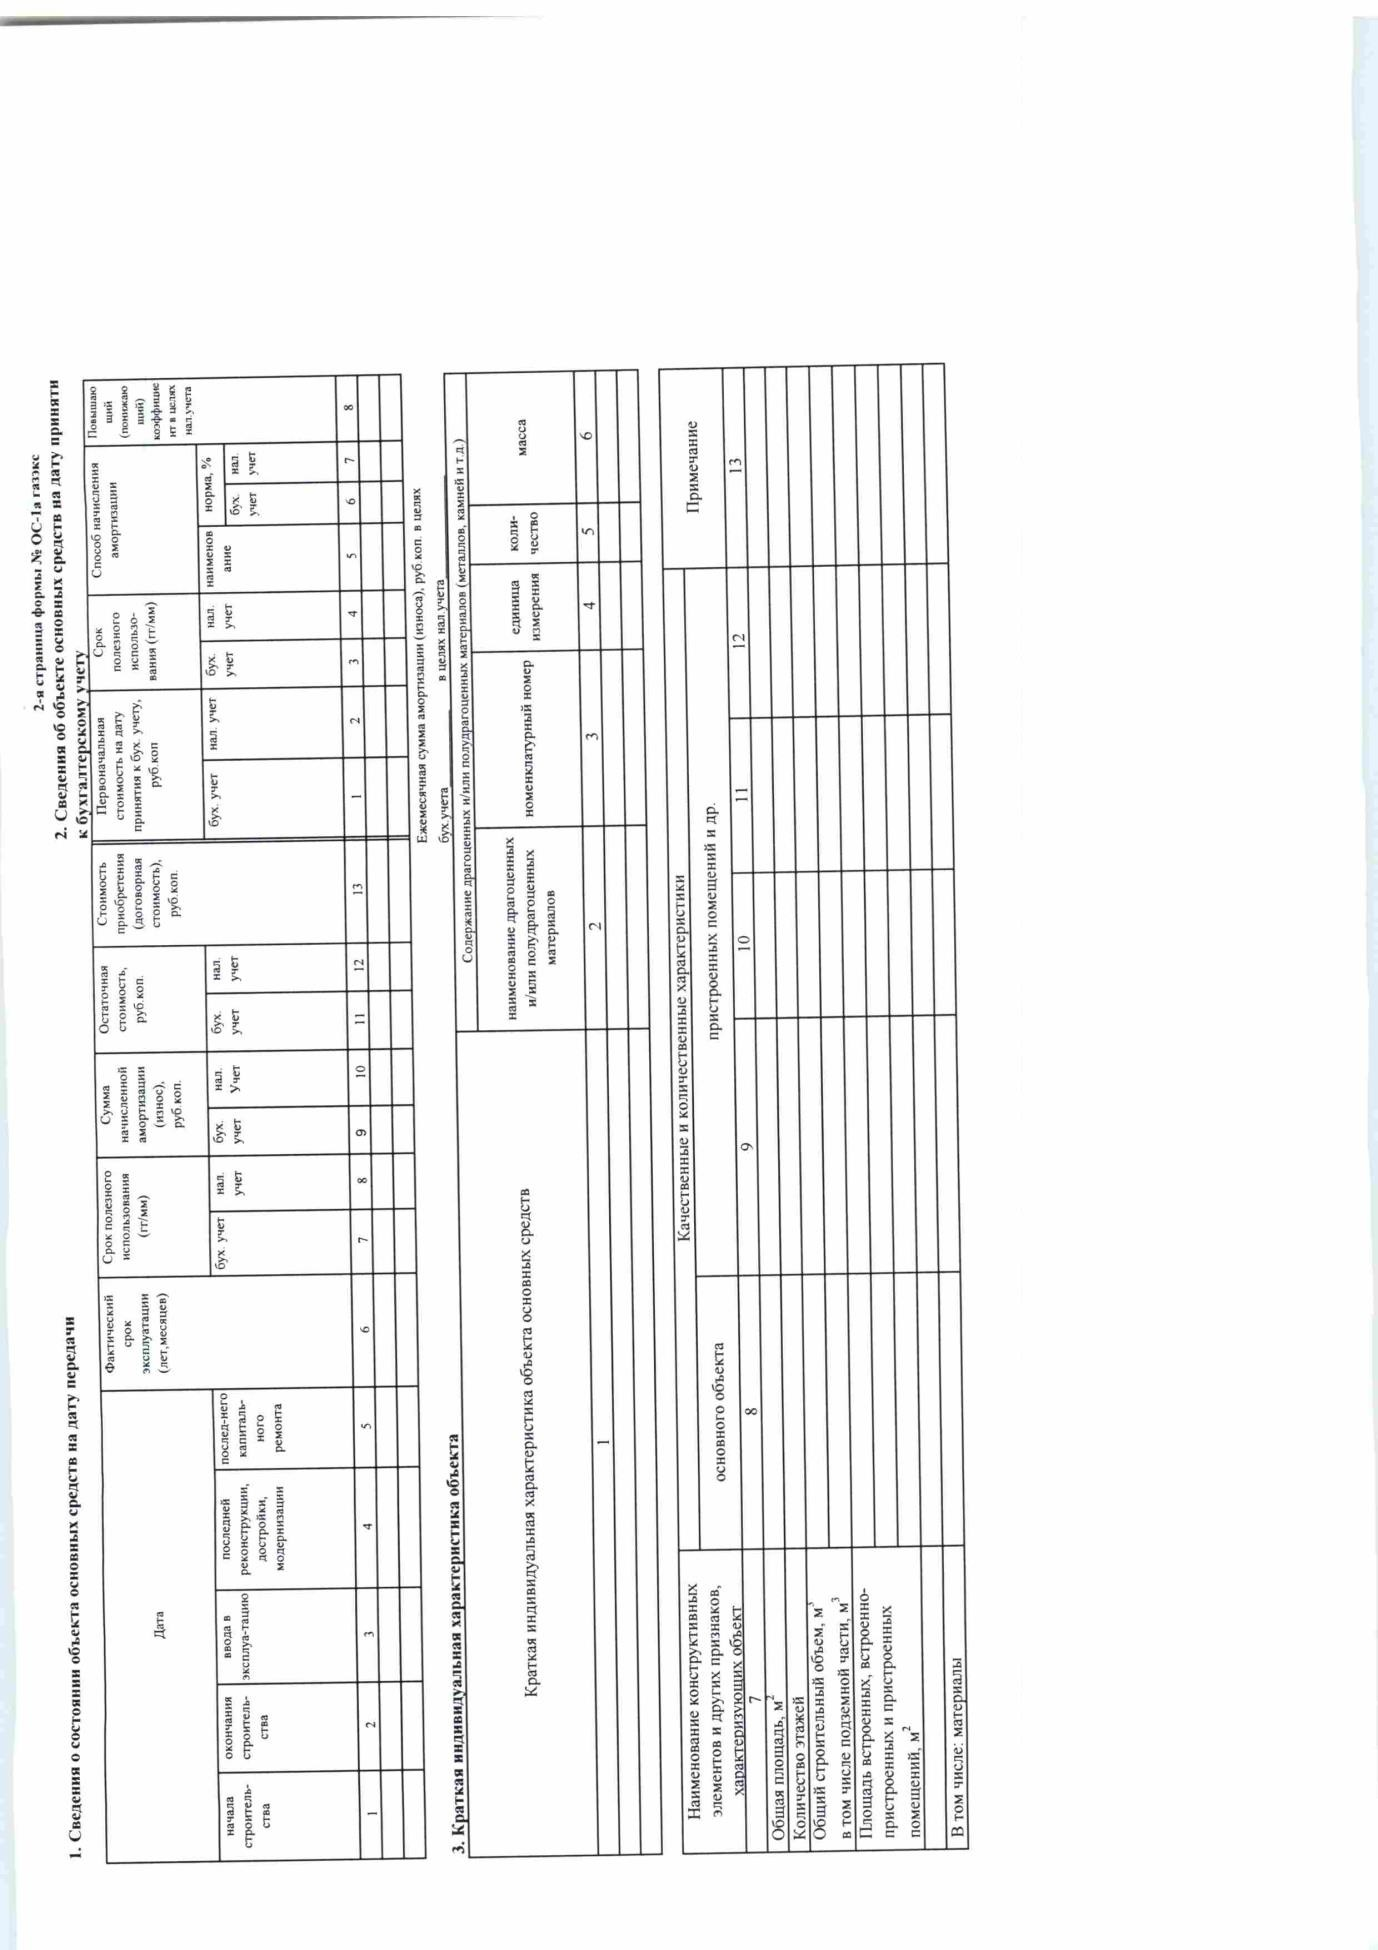 2-я страница формы № ОС-1а газэкс
1. Сведения о состоянии объекта основных средств на дату передачи
Дата
Фактический
срок
эксплуатации
(лет,месяцев)
Срок полезного
использования
(гг/мм)
Сумма
начисленной
амортизации
(износ),
руб.коп.
Остаточная
стоимость,
руб.коп.
Стоимость
приобретения
(договорная
стоимость),
руб.коп.
начала
строитель-
ства
окончания
строитель-
ства
ввода в
эксплуа-тацию
последней
реконструкции,
достройки,
модернизации
послед-него
капиталь-
ного
ремонта
бух. учет
нал.
учет
бух.
учет
нал.
Учет
бух.
учет
нал.
учет
1 2 3 4 5 6 7 8 9 10 11 12 13
2. Сведения об объекте основных средств на дату приняти
к бухгалтерскому учету
Первоначальная
стоимость на дату
принятия к бух. учету,
руб.коп
Срок
полезного
использо-
вания (гг/мм)
Способ начисления
амортизации
Повышаю
щий
(понижаю
щий)
коэффицие
нт в целях
нал.учета
бух. учет
нал. учет
бух.
учет
нал.
учет
наименов
ание
норма, %
бух.
учет
нал.
учет
1 2 3 4 5 6 7 8
Ежемесячная сумма амортизации (износа), руб.коп. в целях
бух.учета__________ в целях нал.учета__________
3. Краткая индивидуальная характеристика объекта
Краткая индивидуальная характеристика объекта основных средств
Содержание драгоценных и/или полудрагоценных материалов (металлов, камней и т.д.)
наименование драгоценных
и/или полудрагоценных
материалов
номенклатурный номер
единица
измерения
коли-
чество
масса
1 2 3 4 5 6
Наименование конструктивных
элементов и других признаков,
характеризующих объект
Качественные и количественные характеристики
Примечание
основного объекта
пристроенных помещений и др.
7 8 9 10 11 12 13
Общая площадь, м²
Количество этажей
Общий строительный объем, м³
в том числе подземной части, м³
Площадь встроенных, встроенно-
пристроенных и пристроенных
помещений, м²
В том числе: материалы